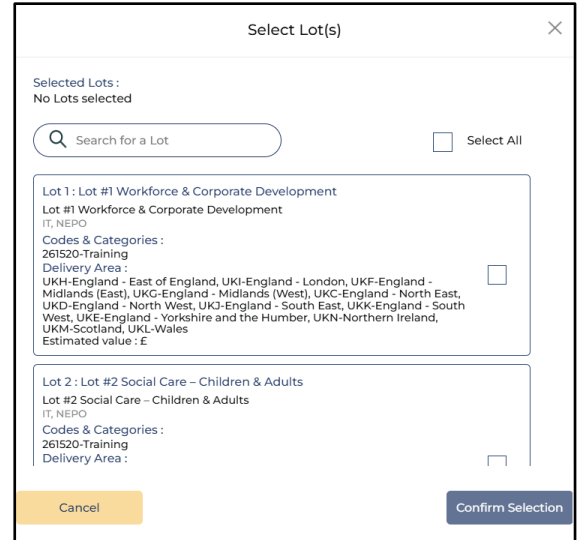 Select Lot(s)
Selected Lots :
No Lots selected
Search for a Lot
Select All
Lot 1 : Lot #1 Workforce & Corporate Development
Lot #1 Workforce & Corporate Development
IT, NEPO
Codes & Categories :
261520-Training
Delivery Area :
UKH-England - East of England, UKI-England - London, UKF-England -
Midlands (East), UKG-England - Midlands (West), UKC-England - North East,
UKD-England - North West, UKJ-England - South East, UKK-England - South
West, UKE-England - Yorkshire and the Humber, UKN-Northern Ireland,
UKM-Scotland, UKL-Wales
Estimated value : £
Lot 2 : Lot #2 Social Care – Children & Adults
Lot #2 Social Care – Children & Adults
IT, NEPO
Codes & Categories :
261520-Training
Delivery Area :
Cancel
Confirm Selection